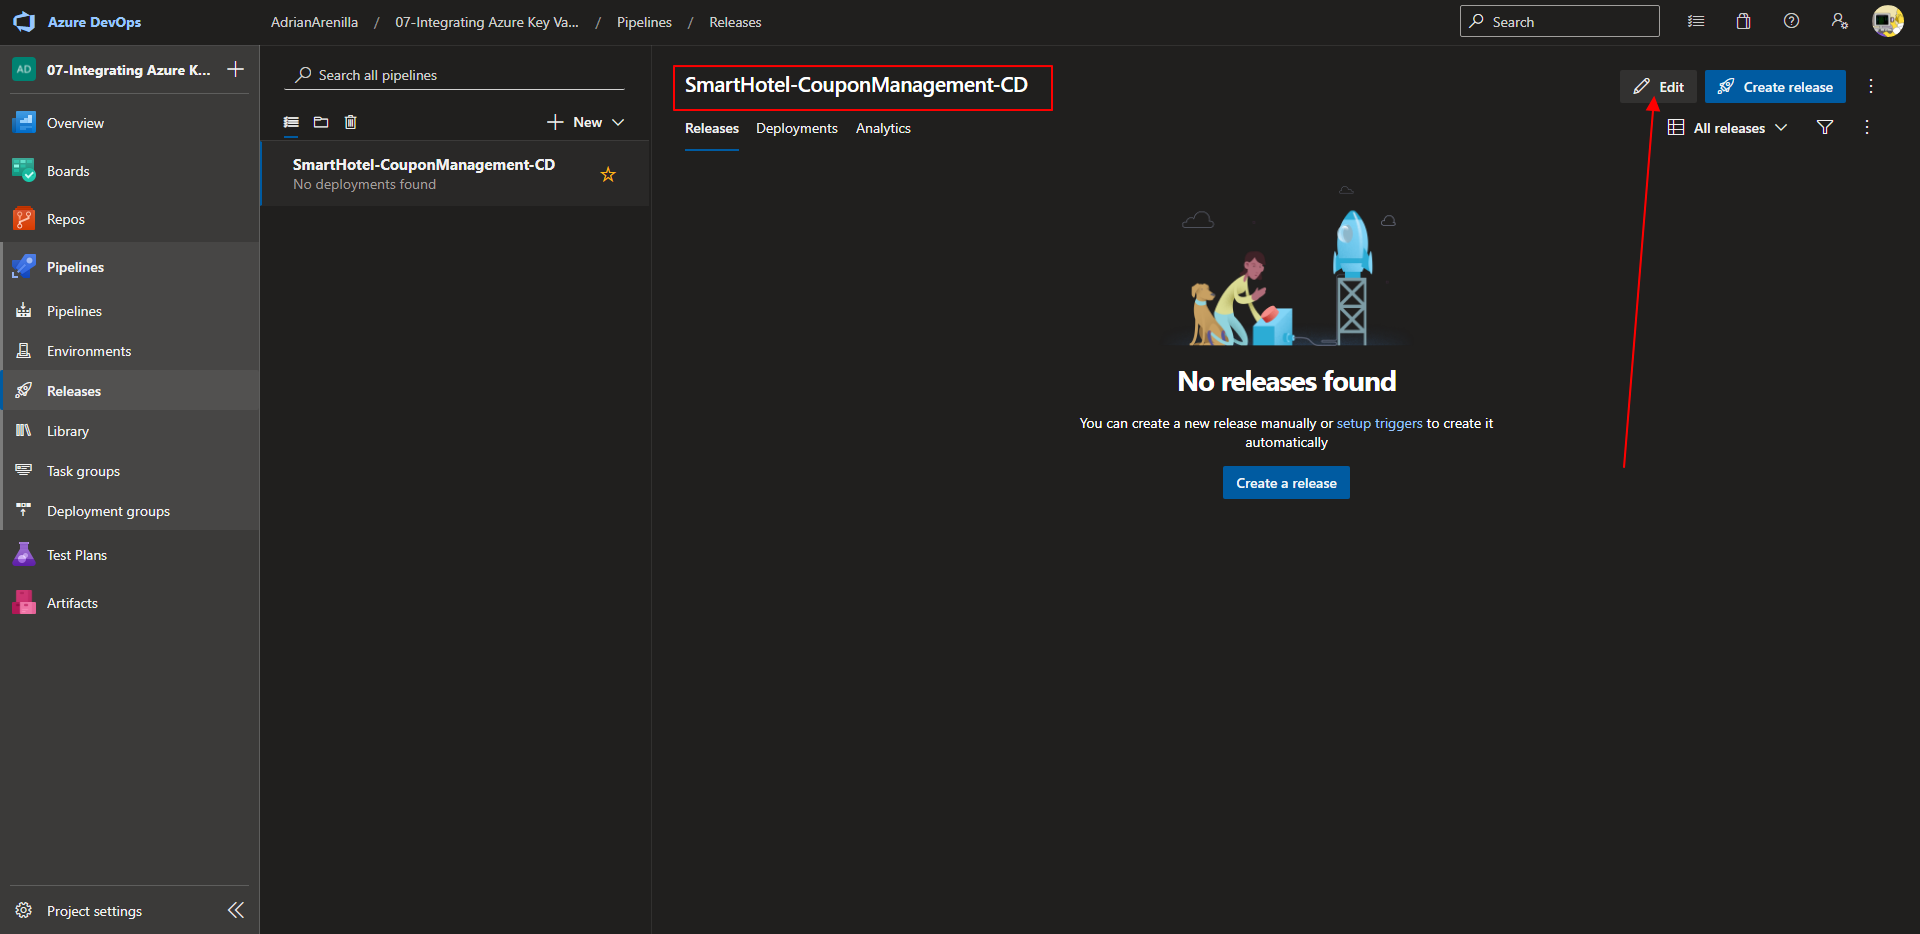 Azure DevOps
AdrianArenilla / 07-Integrating Azure Key Va... / Pipelines / Releases
Search
AD
07-Integrating Azure K...
Overview
Boards
Repos
Pipelines
Pipelines
Environments
Releases
Library
Task groups
Deployment groups
Test Plans
Artifacts
Project settings
Search all pipelines
New
SmartHotel-CouponManagement-CD
No deployments found
SmartHotel-CouponManagement-CD
Edit
Create release
Releases
Deployments
Analytics
All releases
No releases found
You can create a new release manually or setup triggers to create it
automatically
Create a release